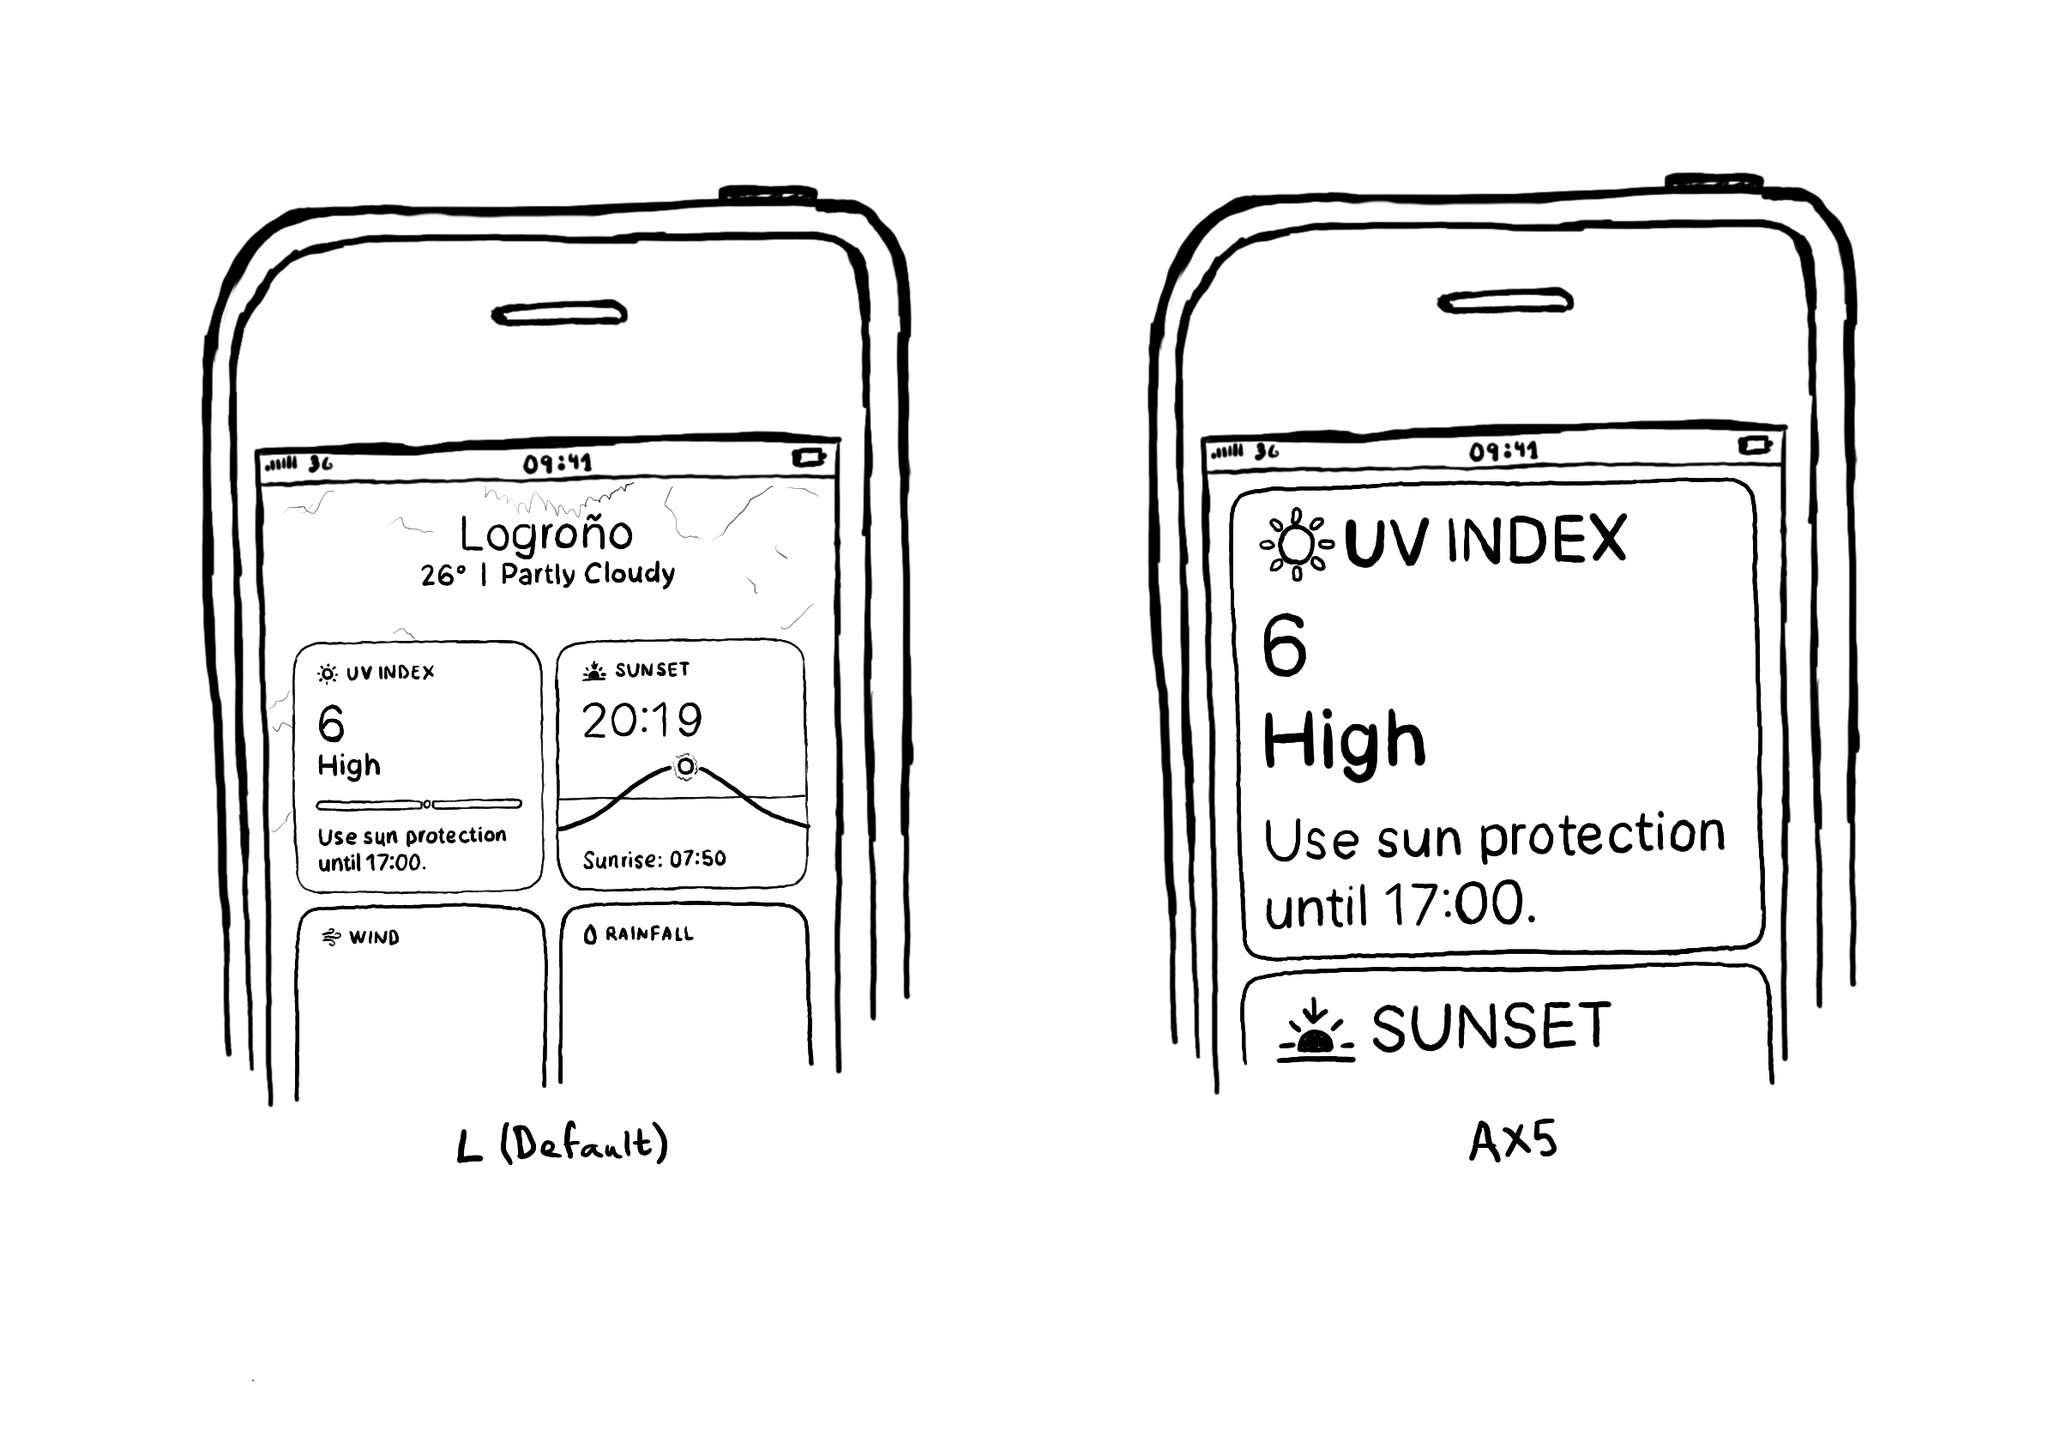 3G 09:41
Logroño
26° | Partly Cloudy
UV INDEX
6
High
Use sun protection
until 17:00.
SUNSET
20:19
Sunrise: 07:50
WIND
RAINFALL
L (Default)
3G 09:41
UV INDEX
6
High
Use sun protection
until 17:00.
SUNSET
AX5